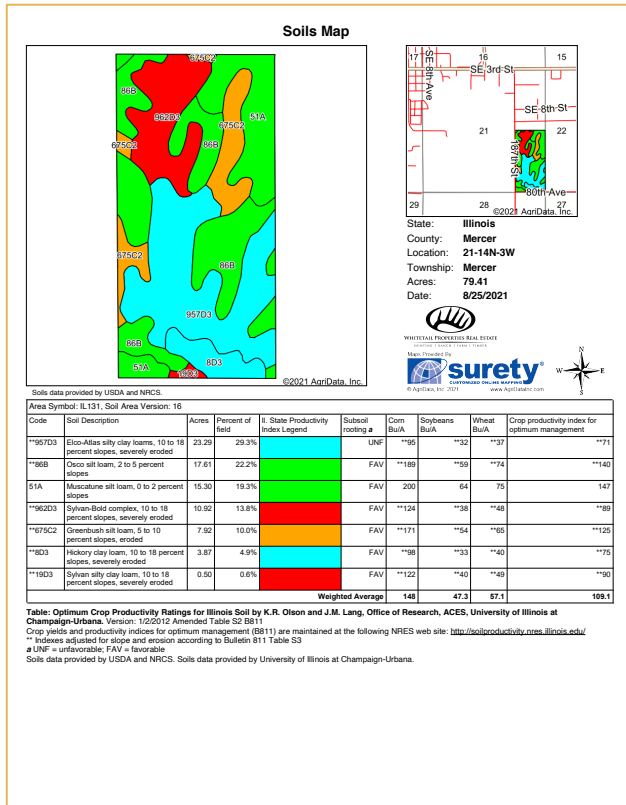 Soils Map
675C2
86B
962D3
51A
675C2
86B
675C2
86B
957D3
86B
8D3
51A
19D3
©2021 AgriData, Inc.
17
16
15
SE 3rd St
SE 8th Ave
SE 8th St
21
22
187th St
80th Ave
29
28
27
©2021 AgriData, Inc.
State: Illinois
County: Mercer
Location: 21-14N-3W
Township: Mercer
Acres: 79.41
Date: 8/25/2021
WHITETAIL PROPERTIES REAL ESTATE
HUNTING | RANCH | FARM | TIMBER
Maps Provided By
surety®
CUSTOMIZED ONLINE MAPPING
© AgriData, Inc. 2021 www.AgriDataInc.com
N
W E
S
Soils data provided by USDA and NRCS.
Area Symbol: IL131, Soil Area Version: 16
Code Soil Description Acres Percent of field Il. State Productivity Index Legend Subsoil rooting a Corn Bu/A Soybeans Bu/A Wheat Bu/A Crop productivity index for optimum management
**957D3 Elco-Atlas silty clay loams, 10 to 18 percent slopes, severely eroded 23.29 29.3% UNF **95 **32 **37 **71
**86B Osco silt loam, 2 to 5 percent slopes 17.61 22.2% FAV **189 **59 **74 **140
51A Muscatune silt loam, 0 to 2 percent slopes 15.30 19.3% FAV 200 64 75 147
**962D3 Sylvan-Bold complex, 10 to 18 percent slopes, severely eroded 10.92 13.8% FAV **124 **38 **48 **89
**675C2 Greenbush silt loam, 5 to 10 percent slopes, eroded 7.92 10.0% FAV **171 **54 **65 **125
**8D3 Hickory clay loam, 10 to 18 percent slopes, severely eroded 3.87 4.9% FAV **98 **33 **40 **75
**19D3 Sylvan silty clay loam, 10 to 18 percent slopes, severely eroded 0.50 0.6% FAV **122 **40 **49 **90
Weighted Average 148 47.3 57.1 109.1
Table: Optimum Crop Productivity Ratings for Illinois Soil by K.R. Olson and J.M. Lang, Office of Research, ACES, University of Illinois at
Champaign-Urbana. Version: 1/2/2012 Amended Table S2 B811
Crop yields and productivity indices for optimum management (B811) are maintained at the following NRES web site: http://soilproductivity.nres.illinois.edu/
** Indexes adjusted for slope and erosion according to Bulletin 811 Table S3
a UNF = unfavorable; FAV = favorable
Soils data provided by USDA and NRCS. Soils data provided by University of Illinois at Champaign-Urbana.